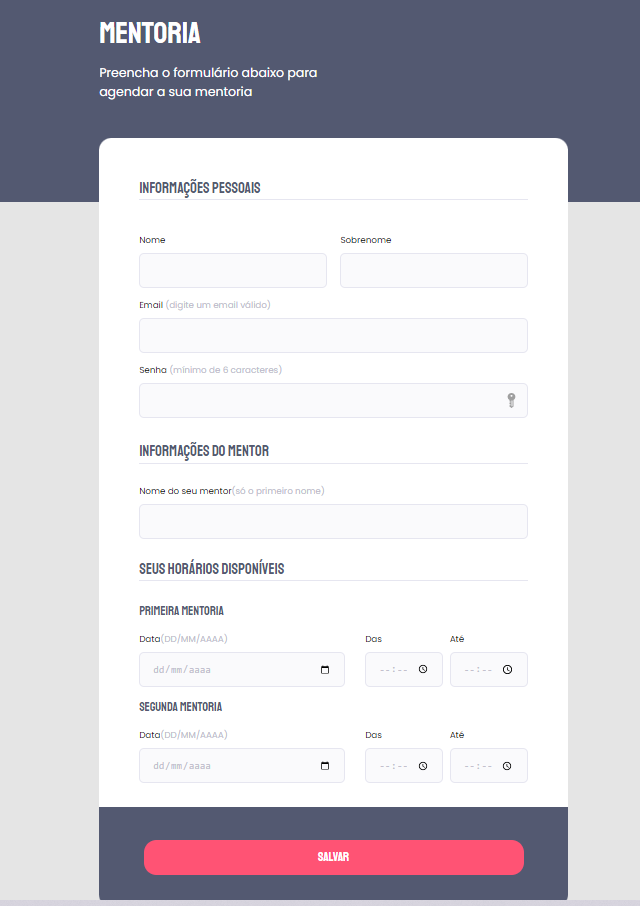 MENTORIA
Preencha o formulário abaixo para
agendar a sua mentoria
INFORMAÇÕES PESSOAIS
Nome Sobrenome
Email (digite um email válido)
Senha (mínimo de 6 caracteres)
INFORMAÇÕES DO MENTOR
Nome do seu mentor(só o primeiro nome)
SEUS HORÁRIOS DISPONÍVEIS
PRIMEIRA MENTORIA
Data(DD/MM/AAAA) Das Até
dd/mm/aaaa --:-- --:--
SEGUNDA MENTORIA
Data(DD/MM/AAAA) Das Até
dd/mm/aaaa --:-- --:--
SALVAR